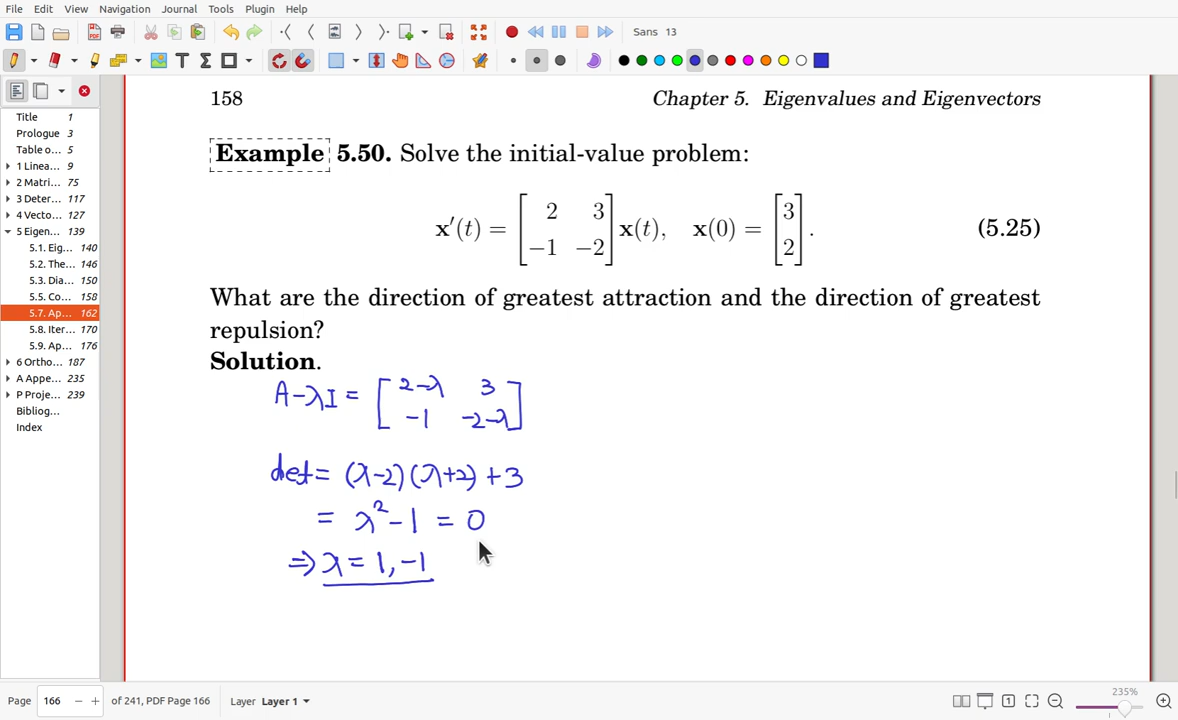 File Edit View Navigation Journal Tools Plugin Help
Sans 13
Title 1
Prologue 3
Table o... 5
1 Linea... 9
2 Matri... 75
3 Deter... 117
4 Vecto... 127
5 Eigen... 139
5.1. Eig... 140
5.2. The... 146
5.3. Dia... 150
5.5. Co... 158
5.7. Ap... 162
5.8. Iter... 170
5.9. Ap... 176
6 Ortho... 187
A Appe... 235
P Proje... 239
Bibliog...
Index
158 Chapter 5. Eigenvalues and Eigenvectors
Example 5.50. Solve the initial-value problem:
x′(t) = [2 3; −1 −2] x(t), x(0) = [3; 2]. (5.25)
What are the direction of greatest attraction and the direction of greatest
repulsion?
Solution.
A-λI = [2-λ 3; -1 -2-λ]
det = (λ-2)(λ+2) + 3
= λ² - 1 = 0
⇒ λ = 1, -1
Page 166 − + of 241, PDF Page 166 Layer Layer 1 235%